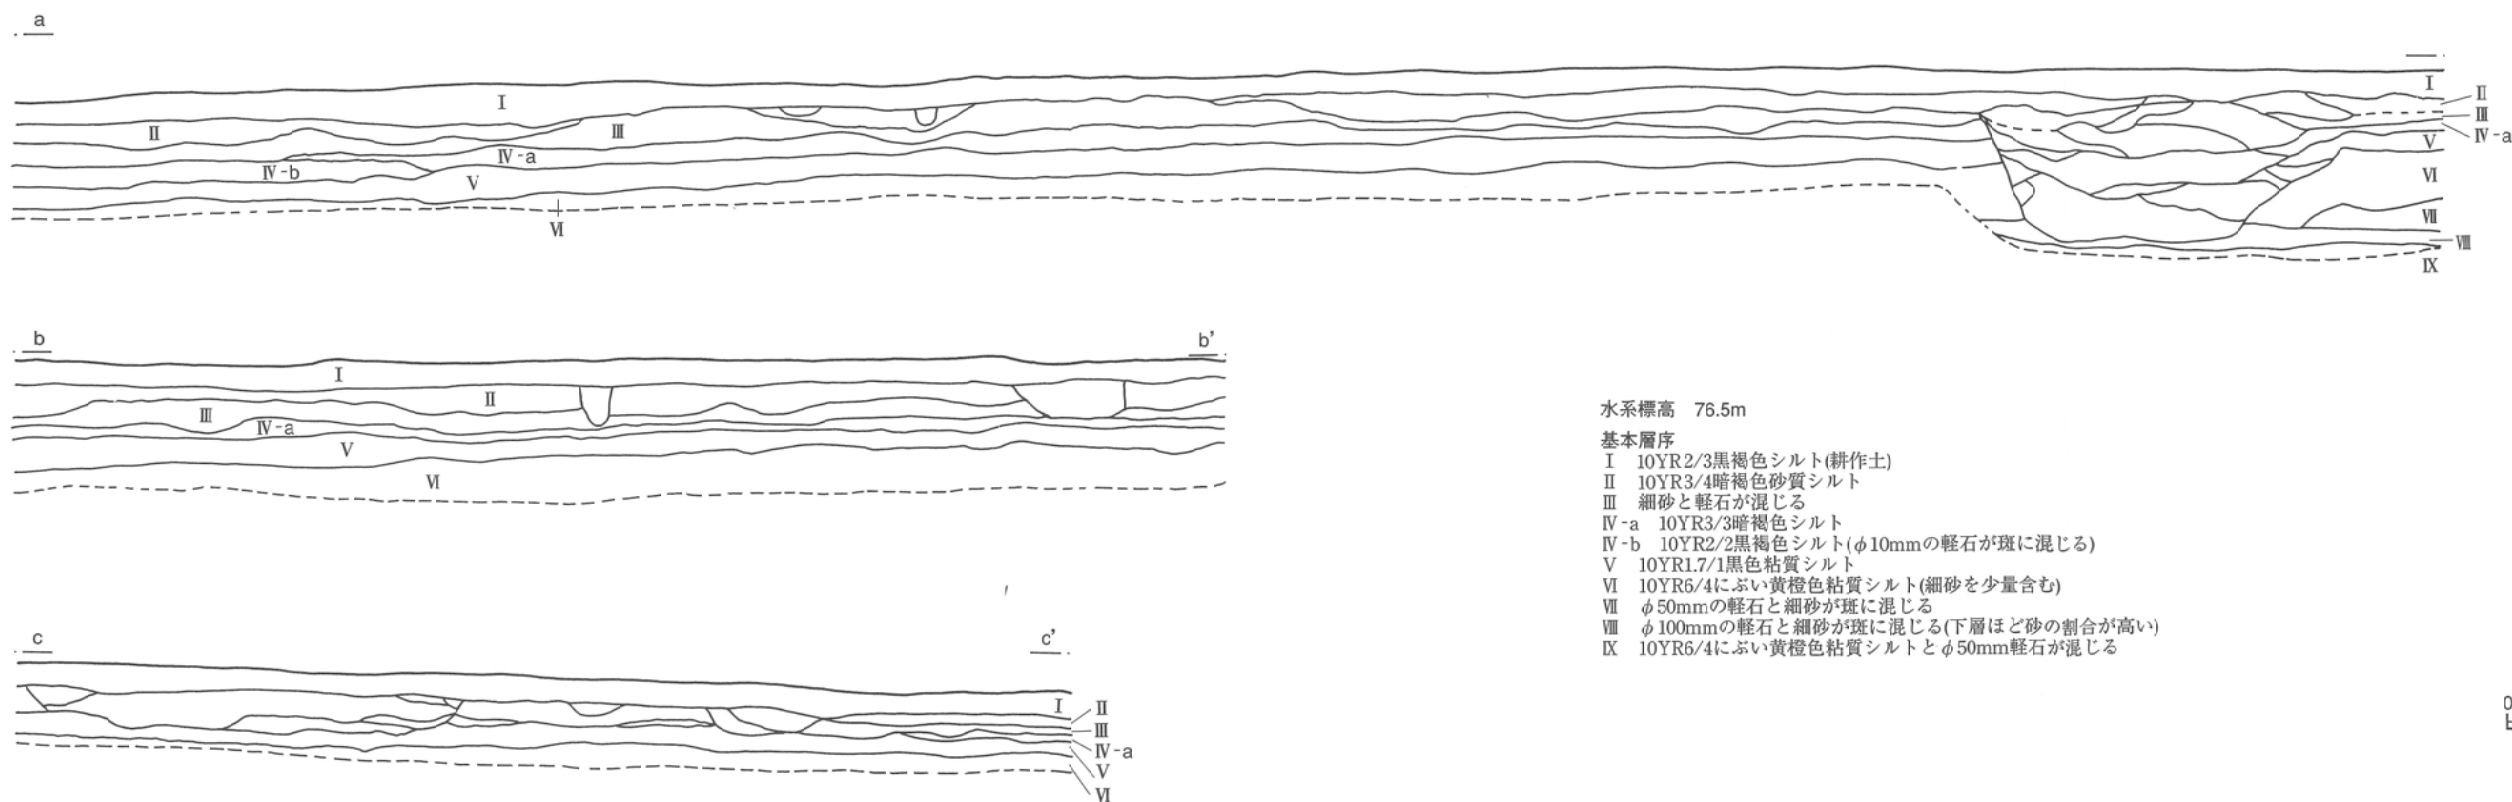 a
I
I
II
II
III
III
IV-a
IV-a
V
IV-b
V
VI
VII
VI
VIII
IX
b
b’
I
II
III
IV-a
V
VI
水系標高 76.5m
基本層序
I 10YR2/3黒褐色シルト(耕作土)
II 10YR3/4暗褐色砂質シルト
III 細砂と軽石が混じる
IV-a 10YR3/3暗褐色シルト
IV-b 10YR2/2黒褐色シルト(φ10mmの軽石が斑に混じる)
V 10YR1.7/1黒色粘質シルト
VI 10YR6/4にぶい黄橙色粘質シルト(細砂を少量含む)
VII φ50mmの軽石と細砂が斑に混じる
VIII φ100mmの軽石と細砂が斑に混じる(下層ほど砂の割合が高い)
IX 10YR6/4にぶい黄橙色粘質シルトとφ50mm軽石が混じる
c
c’
I
II
III
IV-a
V
VI
0